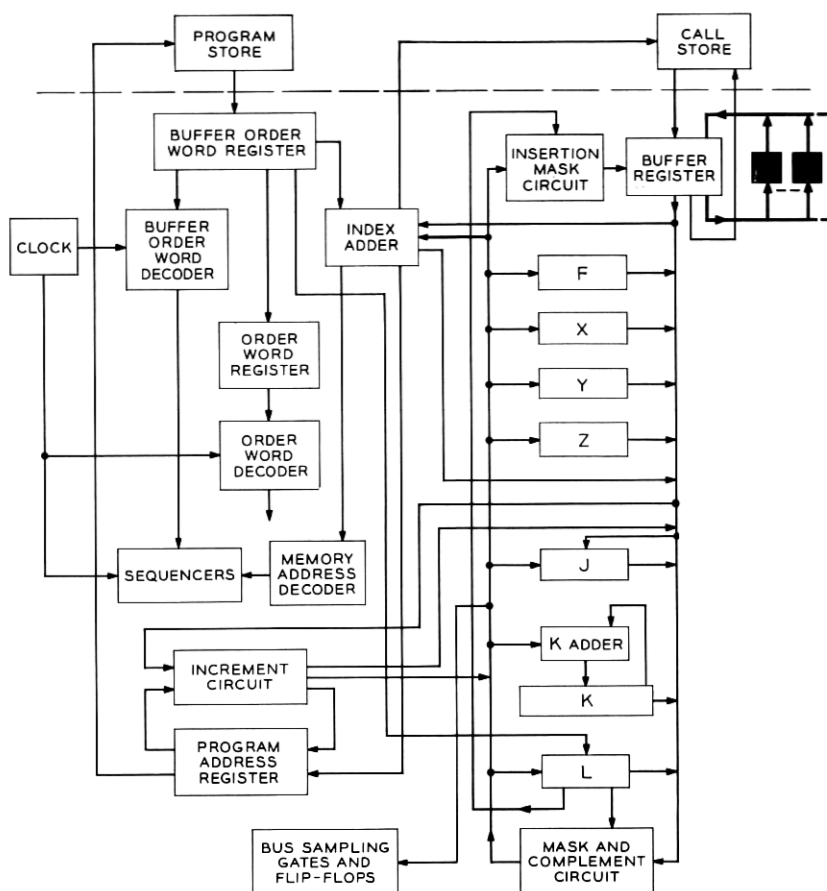 PROGRAM
STORE
CALL
STORE
BUFFER ORDER
WORD REGISTER
INSERTION
MASK
CIRCUIT
BUFFER
REGISTER
CLOCK
BUFFER
ORDER
WORD
DECODER
INDEX
ADDER
F
X
ORDER
WORD
REGISTER
Y
Z
ORDER
WORD
DECODER
SEQUENCERS
MEMORY
ADDRESS
DECODER
J
K ADDER
INCREMENT
CIRCUIT
K
PROGRAM
ADDRESS
REGISTER
L
BUS SAMPLING
GATES AND
FLIP-FLOPS
MASK AND
COMPLEMENT
CIRCUIT